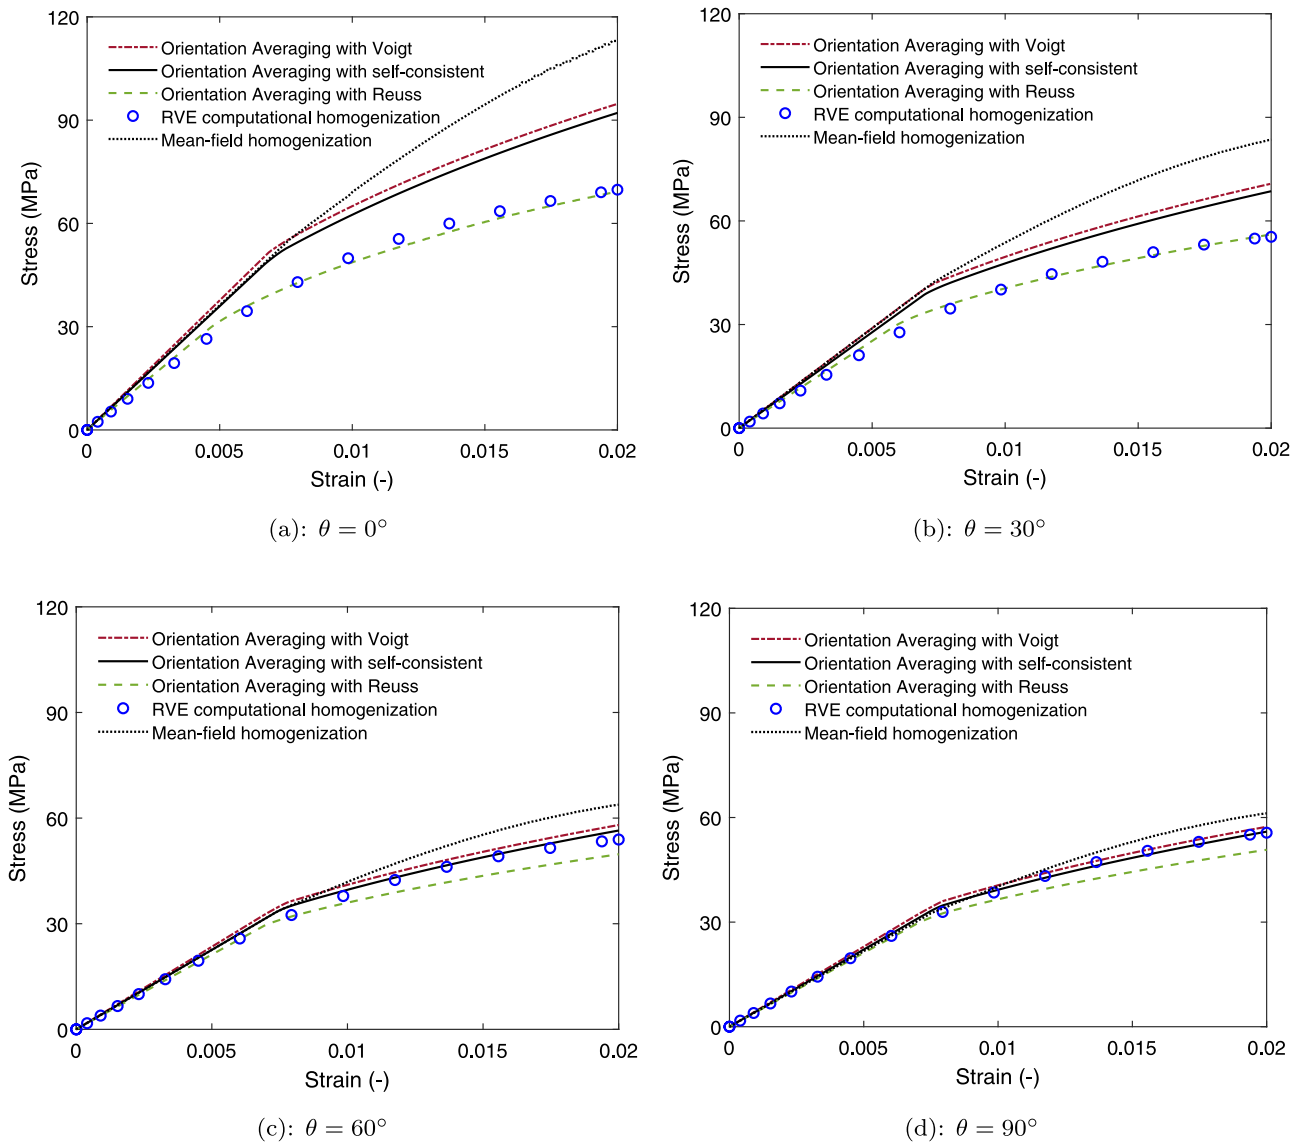 120
90
60
30
0
Stress (MPa)
Orientation Averaging with Voigt
Orientation Averaging with self-consistent
Orientation Averaging with Reuss
RVE computational homogenization
Mean-field homogenization
0 0.005 0.01 0.015 0.02
Strain (-)
(a): θ = 0°
120
90
60
30
0
Stress (MPa)
Orientation Averaging with Voigt
Orientation Averaging with self-consistent
Orientation Averaging with Reuss
RVE computational homogenization
Mean-field homogenization
0 0.005 0.01 0.015 0.02
Strain (-)
(b): θ = 30°
120
90
60
30
0
Stress (MPa)
Orientation Averaging with Voigt
Orientation Averaging with self-consistent
Orientation Averaging with Reuss
RVE computational homogenization
Mean-field homogenization
0 0.005 0.01 0.015 0.02
Strain (-)
(c): θ = 60°
120
90
60
30
0
Stress (MPa)
Orientation Averaging with Voigt
Orientation Averaging with self-consistent
Orientation Averaging with Reuss
RVE computational homogenization
Mean-field homogenization
0 0.005 0.01 0.015 0.02
Strain (-)
(d): θ = 90°